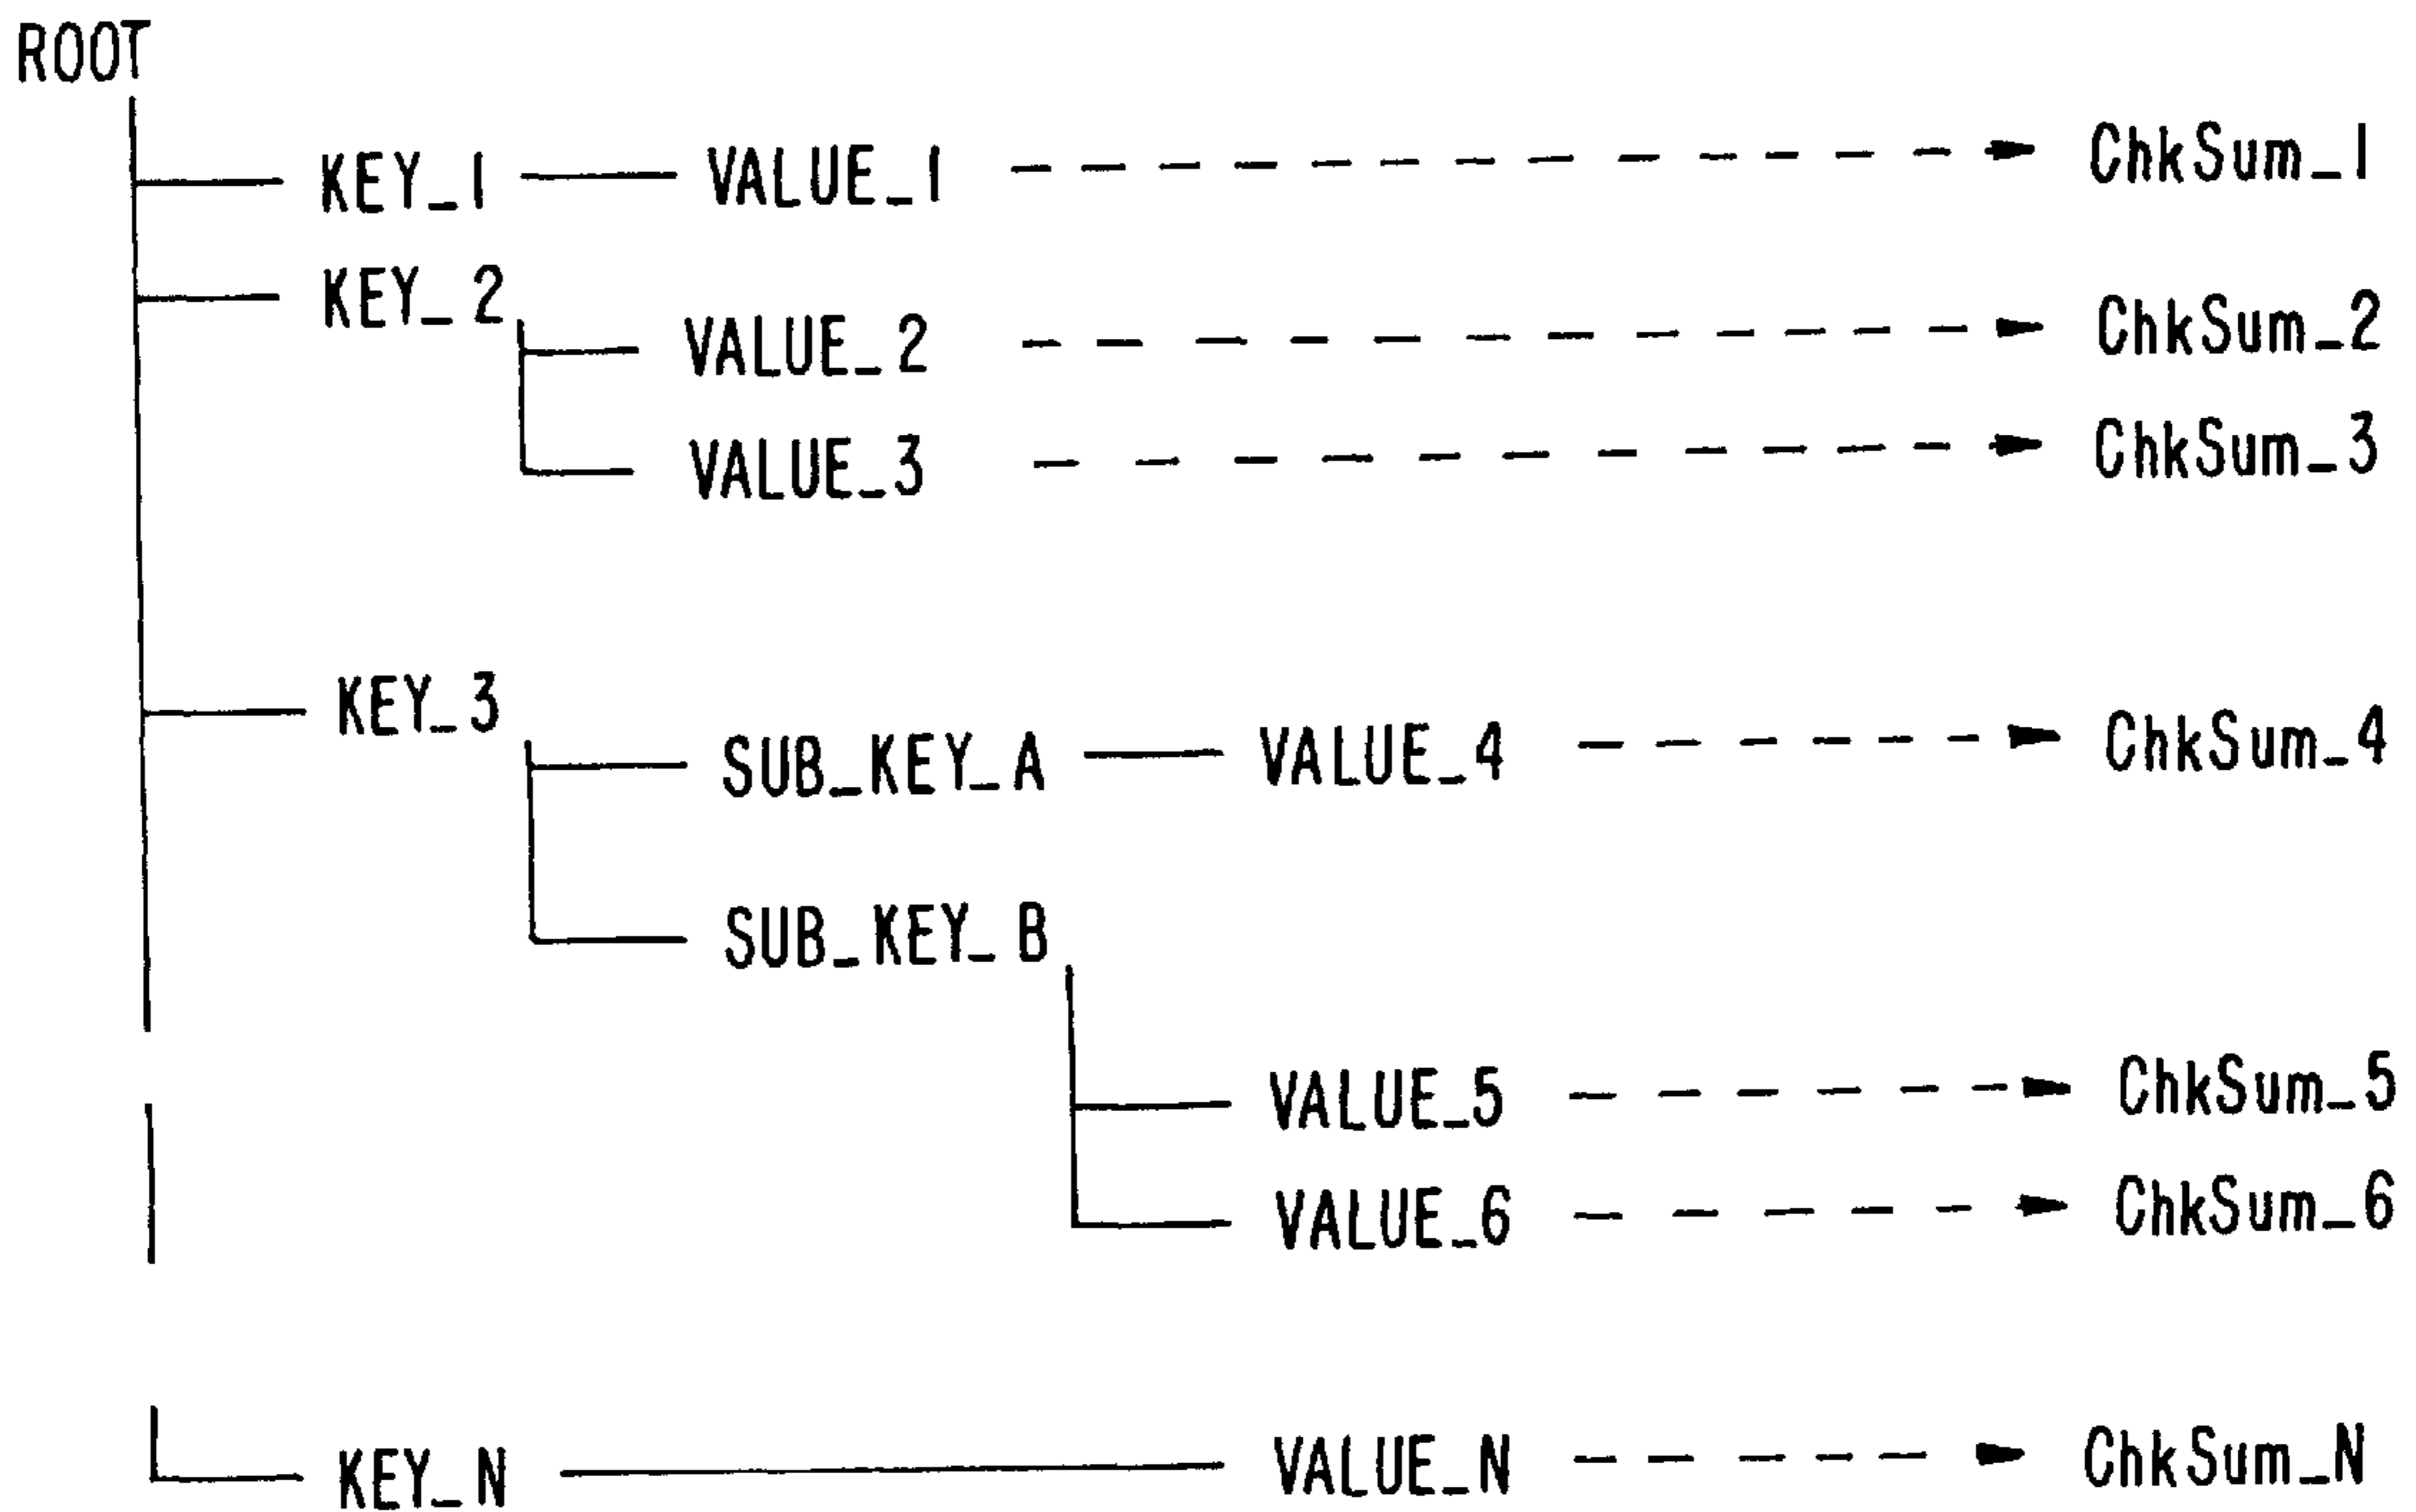 ROOT
KEY_1 VALUE_1 ChkSum_1
KEY_2
VALUE_2 ChkSum_2
VALUE_3 ChkSum_3
KEY_3
SUB_KEY_A VALUE_4 ChkSum_4
SUB_KEY_B
VALUE_5 ChkSum_5
VALUE_6 ChkSum_6
KEY_N VALUE_N ChkSum_N